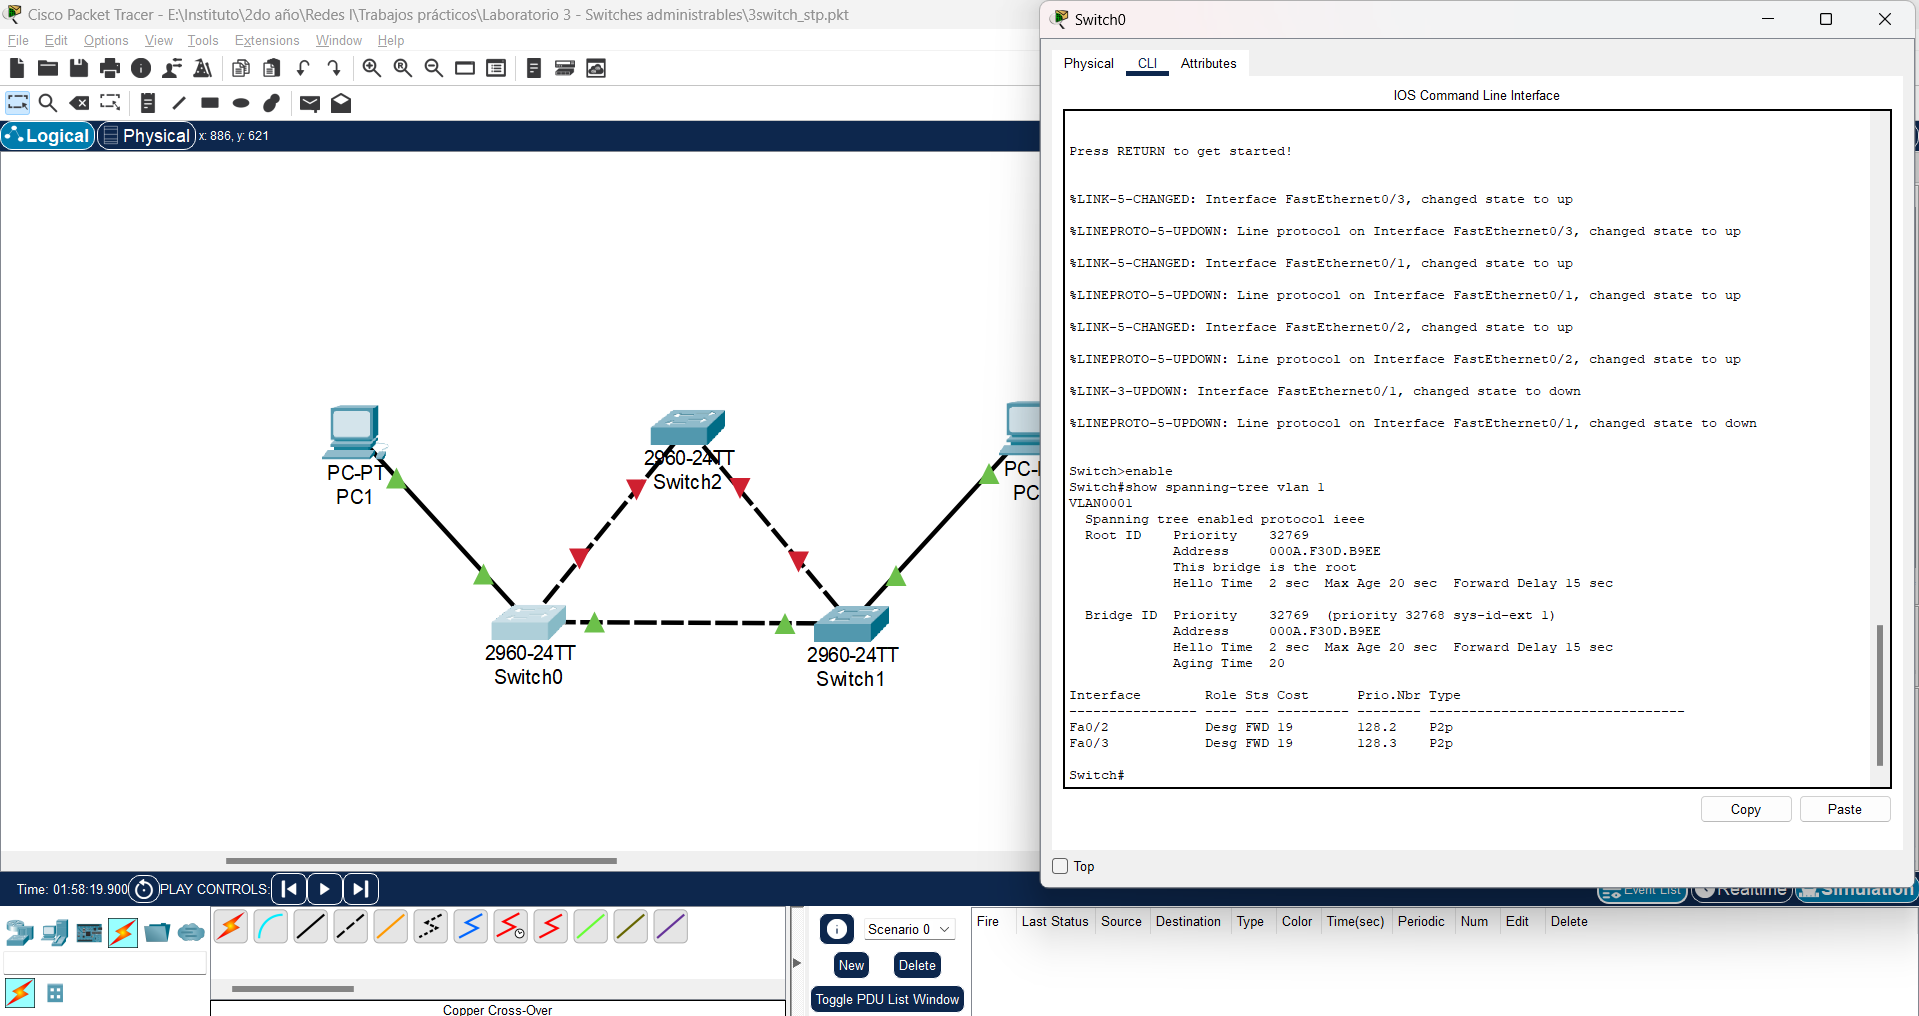 Cisco Packet Tracer - E:\Instituto\2do año\Redes I\Trabajos prácticos\Laboratorio 3 - Switches administrables\3switch_stp.pkt
File Edit Options View Tools Extensions Window Help
Logical Physical x: 886, y: 621
PC-PT
PC1
2960-24TT
Switch2
PC-
PC
2960-24TT
Switch0
2960-24TT
Switch1
Time: 01:58:19.900 PLAY CONTROLS:
Event List Realtime Simulation
Copper Cross-Over
Scenario 0
New Delete
Toggle PDU List Window
Fire Last Status Source Destination Type Color Time(sec) Periodic Num Edit Delete
Switch0
Physical CLI Attributes
IOS Command Line Interface
Press RETURN to get started!
%LINK-5-CHANGED: Interface FastEthernet0/3, changed state to up
%LINEPROTO-5-UPDOWN: Line protocol on Interface FastEthernet0/3, changed state to up
%LINK-5-CHANGED: Interface FastEthernet0/1, changed state to up
%LINEPROTO-5-UPDOWN: Line protocol on Interface FastEthernet0/1, changed state to up
%LINK-5-CHANGED: Interface FastEthernet0/2, changed state to up
%LINEPROTO-5-UPDOWN: Line protocol on Interface FastEthernet0/2, changed state to up
%LINK-3-UPDOWN: Interface FastEthernet0/1, changed state to down
%LINEPROTO-5-UPDOWN: Line protocol on Interface FastEthernet0/1, changed state to down
Switch>enable
Switch#show spanning-tree vlan 1
VLAN0001
Spanning tree enabled protocol ieee
Root ID Priority 32769
Address 000A.F30D.B9EE
This bridge is the root
Hello Time 2 sec Max Age 20 sec Forward Delay 15 sec
Bridge ID Priority 32769 (priority 32768 sys-id-ext 1)
Address 000A.F30D.B9EE
Hello Time 2 sec Max Age 20 sec Forward Delay 15 sec
Aging Time 20
Interface Role Sts Cost Prio.Nbr Type
---------------- ---- --- --------- -------- --------------------------------
Fa0/2 Desg FWD 19 128.2 P2p
Fa0/3 Desg FWD 19 128.3 P2p
Switch#
Copy Paste
Top